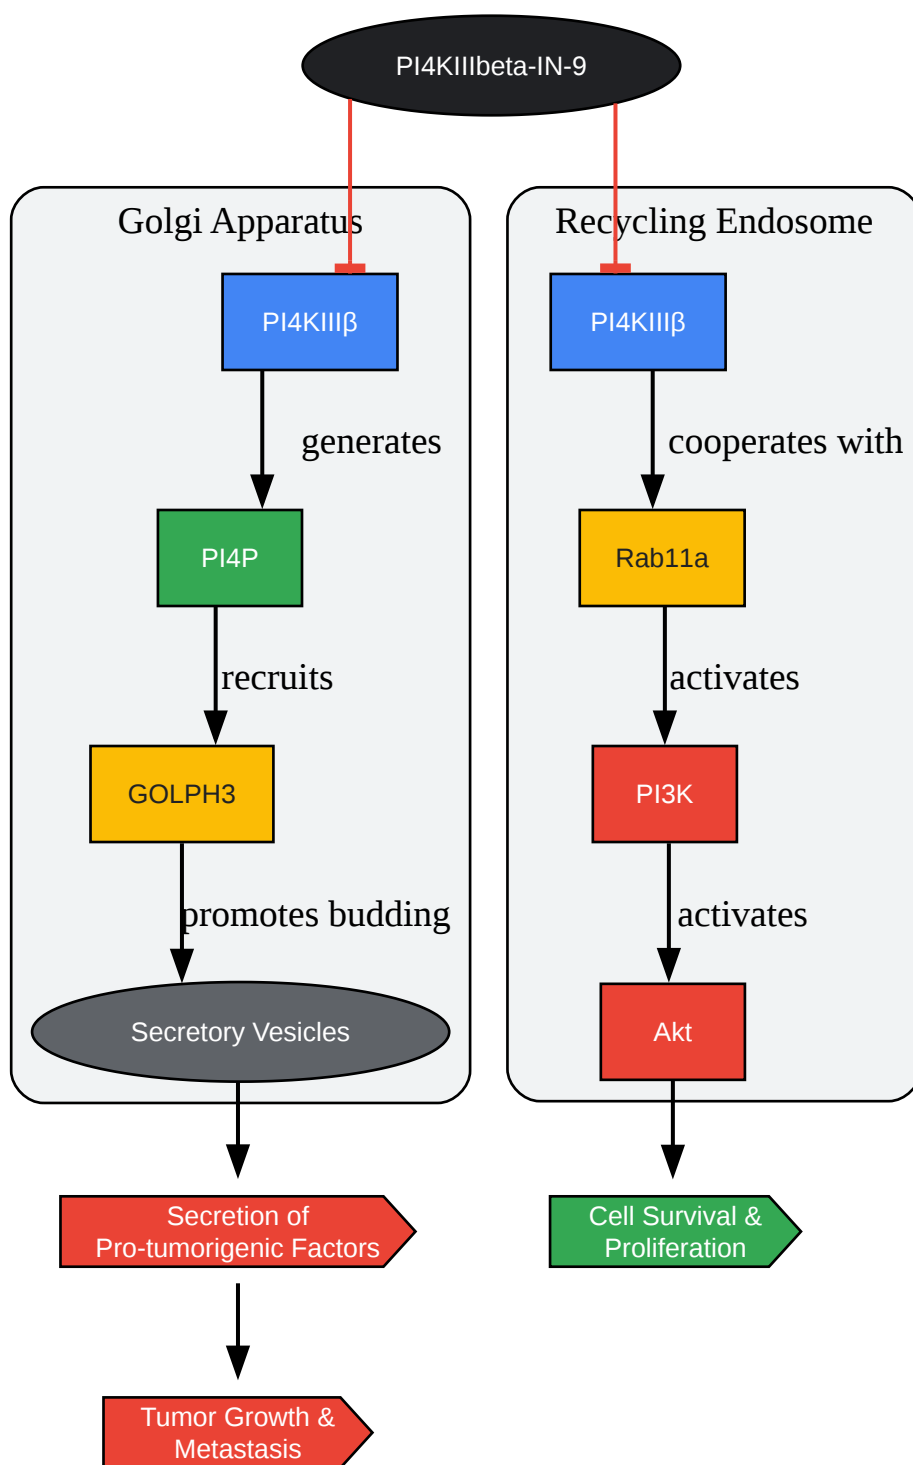 PI4KIIIbeta-IN-9
Golgi Apparatus
PI4KIIIβ
generates
PI4P
recruits
GOLPH3
promotes budding
Secretory Vesicles
Secretion of
Pro-tumorigenic Factors
Tumor Growth &
Metastasis
Recycling Endosome
PI4KIIIβ
cooperates with
Rab11a
activates
PI3K
activates
Akt
Cell Survival &
Proliferation